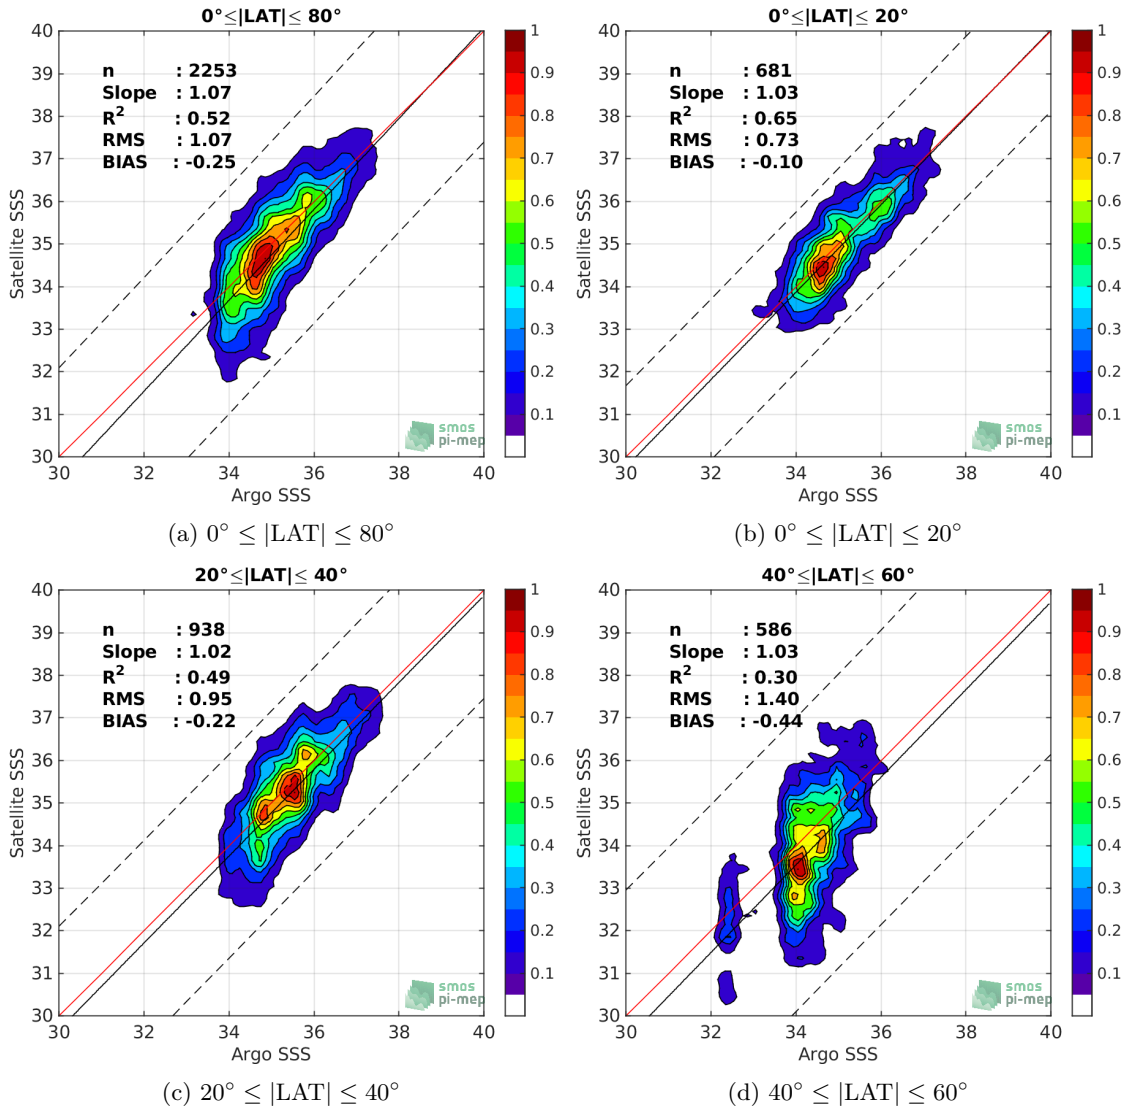 0°≤|LAT|≤ 80°
n : 2253
Slope : 1.07
R² : 0.52
RMS : 1.07
BIAS : -0.25
40
39
38
37
36
35
34
33
32
31
30
Satellite SSS
30 32 34 36 38 40
Argo SSS
1
0.9
0.8
0.7
0.6
0.5
0.4
0.3
0.2
0.1
smos
pi-mep
(a) 0° ≤ |LAT| ≤ 80°
0°≤|LAT|≤ 20°
n : 681
Slope : 1.03
R² : 0.65
RMS : 0.73
BIAS : -0.10
40
39
38
37
36
35
34
33
32
31
30
Satellite SSS
30 32 34 36 38 40
Argo SSS
1
0.9
0.8
0.7
0.6
0.5
0.4
0.3
0.2
0.1
smos
pi-mep
(b) 0° ≤ |LAT| ≤ 20°
20°≤|LAT|≤ 40°
n : 938
Slope : 1.02
R² : 0.49
RMS : 0.95
BIAS : -0.22
40
39
38
37
36
35
34
33
32
31
30
Satellite SSS
30 32 34 36 38 40
Argo SSS
1
0.9
0.8
0.7
0.6
0.5
0.4
0.3
0.2
0.1
smos
pi-mep
(c) 20° ≤ |LAT| ≤ 40°
40°≤|LAT|≤ 60°
n : 586
Slope : 1.03
R² : 0.30
RMS : 1.40
BIAS : -0.44
40
39
38
37
36
35
34
33
32
31
30
Satellite SSS
30 32 34 36 38 40
Argo SSS
1
0.9
0.8
0.7
0.6
0.5
0.4
0.3
0.2
0.1
smos
pi-mep
(d) 40° ≤ |LAT| ≤ 60°